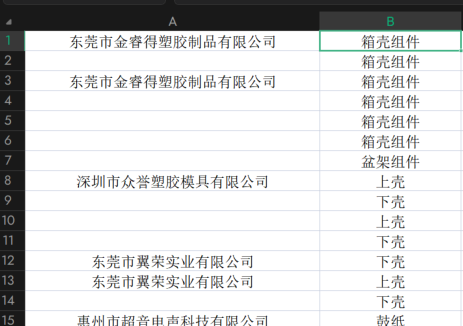 A B
1 东莞市金睿得塑胶制品有限公司 箱壳组件
2 箱壳组件
3 东莞市金睿得塑胶制品有限公司 箱壳组件
4 箱壳组件
5 箱壳组件
6 箱壳组件
7 盆架组件
8 深圳市众誉塑胶模具有限公司 上壳
9 下壳
10 上壳
11 下壳
12 东莞市翼荣实业有限公司 下壳
13 东莞市翼荣实业有限公司 上壳
14 下壳
15 惠州市超音电声科技有限公司 鼓纸